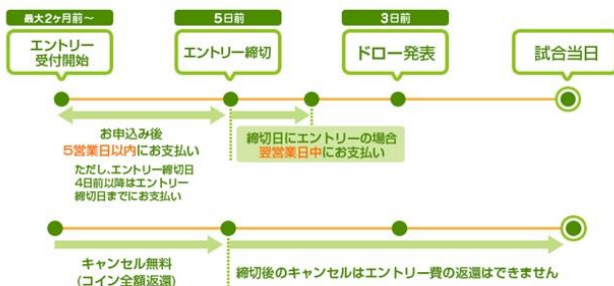 最大2ヶ月前～
エントリー
受付開始
5日前
エントリー締切
3日前
ドロー発表
試合当日
お申込み後
5営業日以内にお支払い
ただし、エントリー締切日
4日前以降はエントリー
締切日までにお支払い
締切日にエントリーの場合
翌営業日中にお支払い
キャンセル無料
(コイン全額返還)
締切後のキャンセルはエントリー費の返還はできません